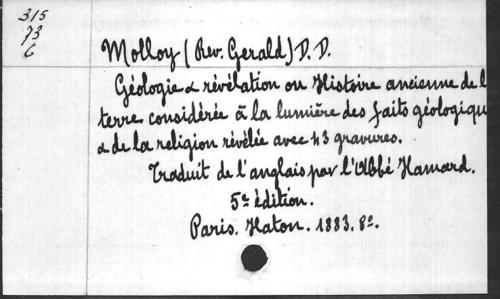 315
73
C
Molloy (Rev. Gerald) D. D.
Géologie & révélation ou Histoire ancienne de l
terre considérée à la lumière des faits géologiqu
& de la religion révélée avec 43 gravures.
Traduit de l'anglais par l'Abbé Hamard.
5e édition.
Paris. Haton. 1883. 8o.